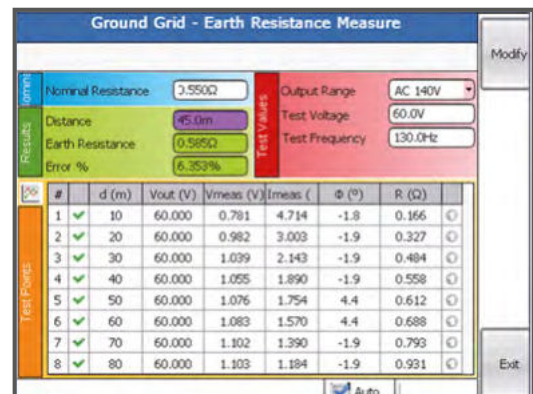 Ground Grid - Earth Resistance Measure
Modify
Nominal Resistance 0.550Ω
Results
Distance 45.0m
Earth Resistance 0.585Ω
Error % 6.353%
Test Values
Output Range AC 140V
Test Voltage 60.0V
Test Frequency 130.0Hz
Test Points
# d (m) Vout (V) Vmeas (V) Imeas ( Φ (°) R (Ω)
1 10 60.000 0.781 4.714 -1.8 0.166
2 20 60.000 0.982 3.003 -1.9 0.327
3 30 60.000 1.039 2.143 -1.9 0.484
4 40 60.000 1.055 1.890 -1.9 0.558
5 50 60.000 1.076 1.754 4.4 0.612
6 60 60.000 1.083 1.570 4.4 0.688
7 70 60.000 1.102 1.390 -1.9 0.793
8 80 60.000 1.103 1.184 -1.9 0.931
Auto
Exit